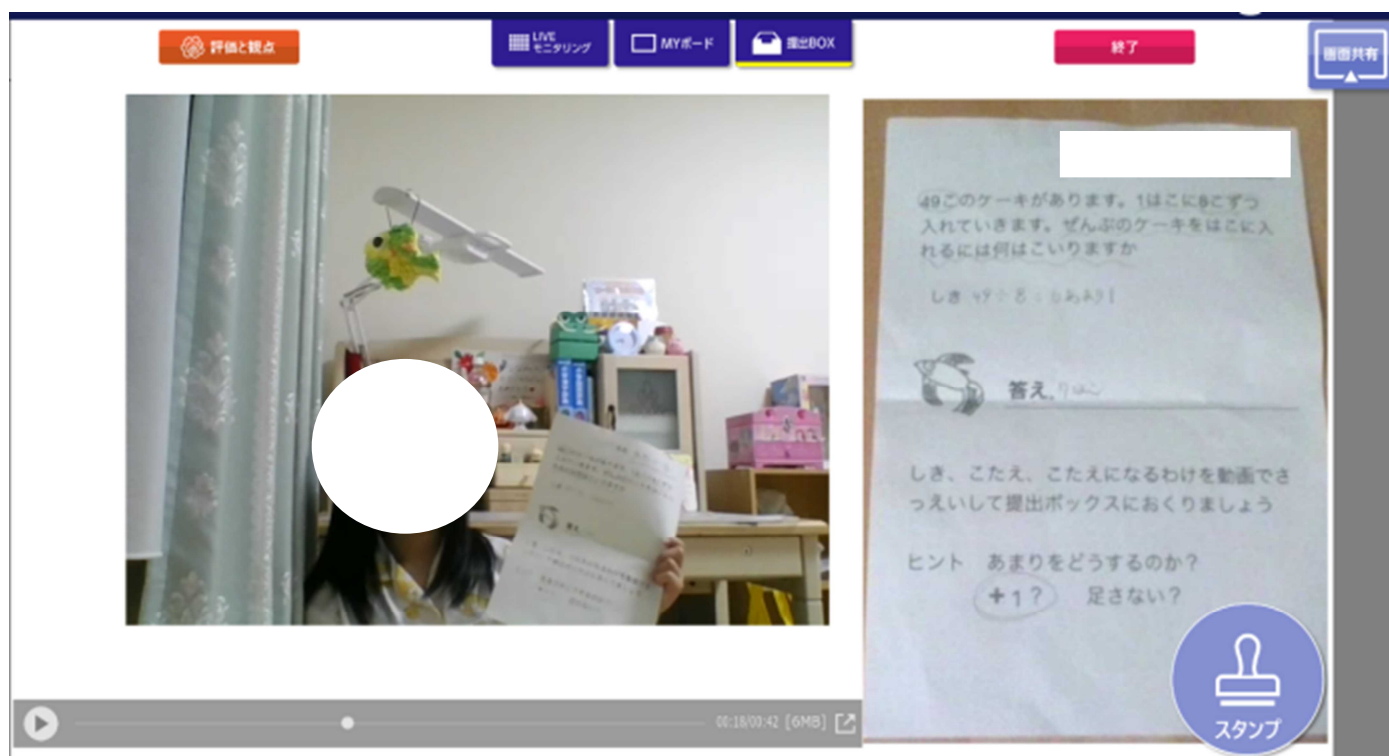 評価と観点
LIVE
モニタリング
MYボード
提出BOX
終了
画面共有
49このケーキがあります。1はこに8こずつ
入れていきます。ぜんぶのケーキをはこに入
れるには何はこいりますか
しき 49÷8=6あまり1
答え。7はこ
しき、こたえ、こたえになるわけを動画でさ
つえいして提出ボックスにおくりましょう
ヒント あまりをどうするのか?
+1? 足さない?
スタンプ
00:18/00:42 [6MB]